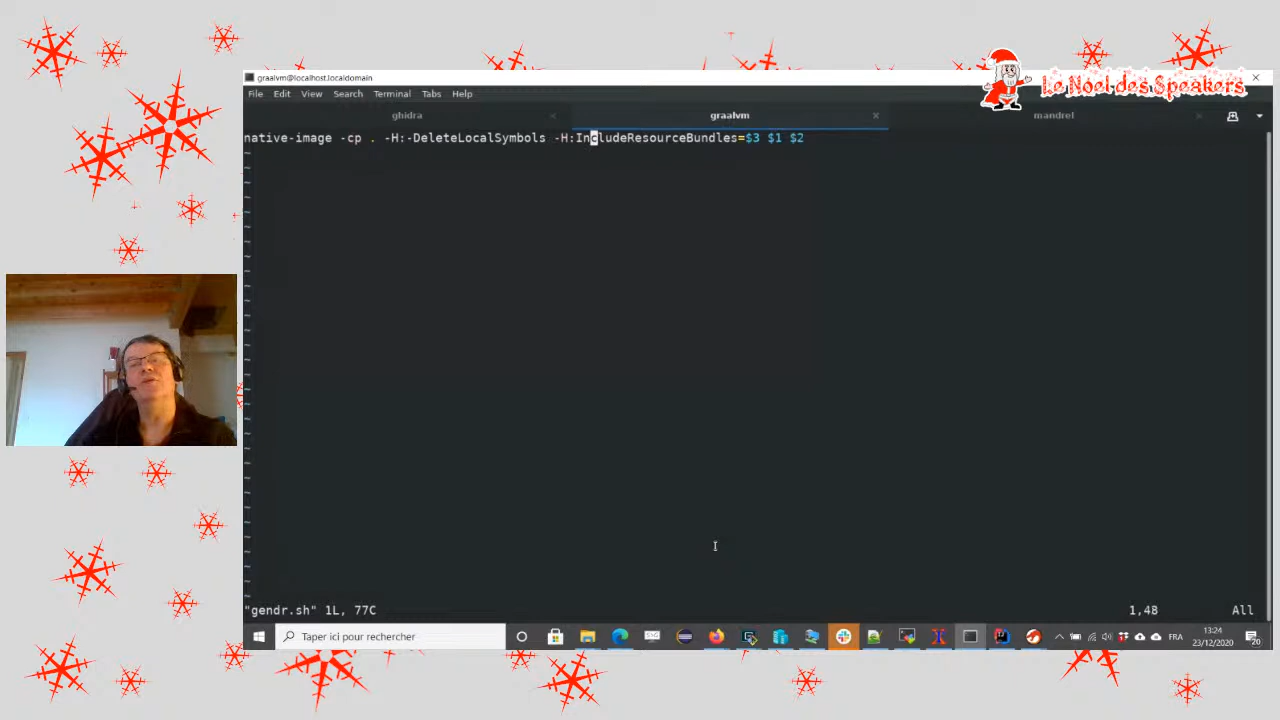 Le Noel des Speakers
graalvm@localhost.localdomain
File Edit View Search Terminal Tabs Help
ghidra graalvm mandrel
native-image -cp . -H:-DeleteLocalSymbols -H:IncludeResourceBundles=$3 $1 $2
"gendr.sh" 1L, 77C 1,48 All
Taper ici pour rechercher
FRA
13:24
23/12/2020
20